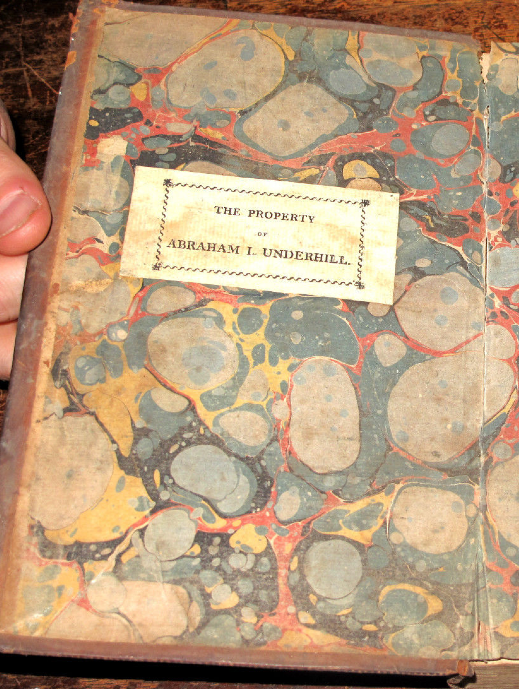 THE PROPERTY
OF
ABRAHAM I. UNDERHILL.